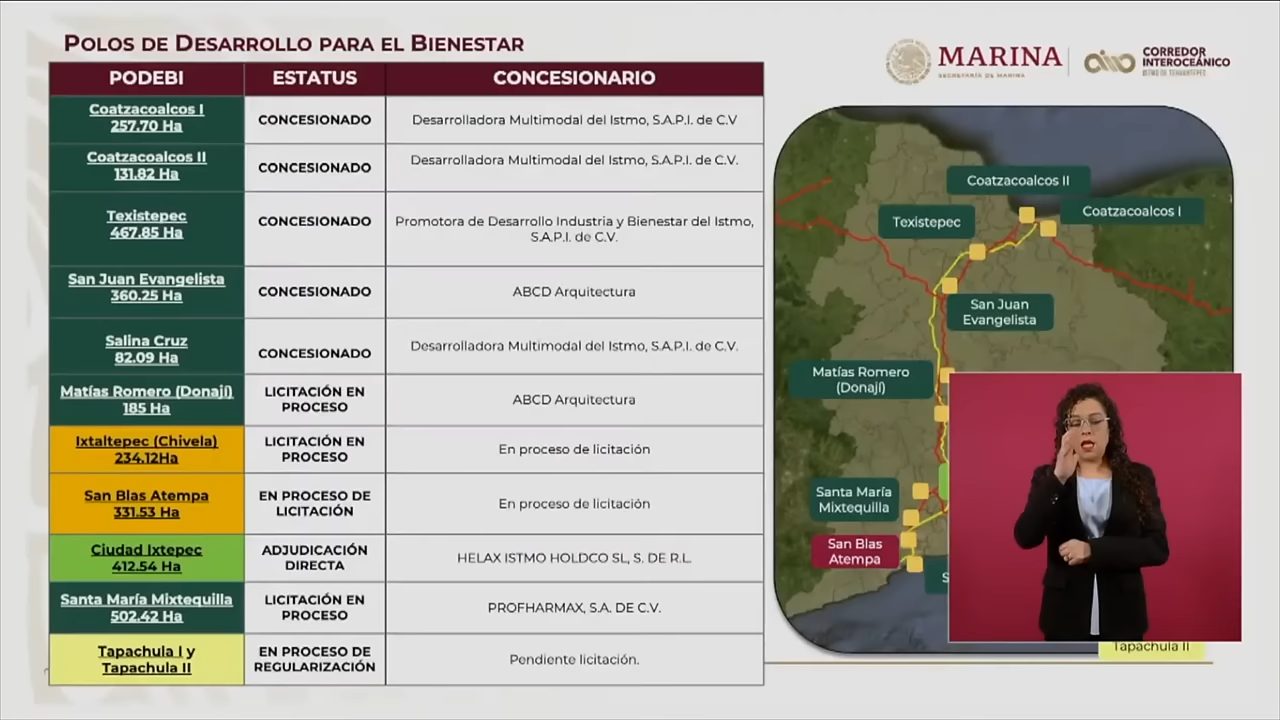 POLOS DE DESARROLLO PARA EL BIENESTAR
MARINA
SECRETARÍA DE MARINA
CORREDOR
INTEROCEÁNICO
ISTMO DE TEHUANTEPEC
PODEBI ESTATUS CONCESIONARIO
Coatzacoalcos I
257.70 Ha
CONCESIONADO
Desarrolladora Multimodal del Istmo, S.A.P.I. de C.V
Coatzacoalcos II
131.82 Ha
CONCESIONADO
Desarrolladora Multimodal del Istmo, S.A.P.I. de C.V.
Texistepec
467.85 Ha
CONCESIONADO
Promotora de Desarrollo Industria y Bienestar del Istmo,
S.A.P.I. de C.V.
San Juan Evangelista
360.25 Ha
CONCESIONADO
ABCD Arquitectura
Salina Cruz
82.09 Ha
CONCESIONADO
Desarrolladora Multimodal del Istmo, S.A.P.I. de C.V.
Matías Romero (Donají)
185 Ha
LICITACIÓN EN
PROCESO
ABCD Arquitectura
Ixtaltepec (Chivela)
234.12Ha
LICITACIÓN EN
PROCESO
En proceso de licitación
San Blas Atempa
331.53 Ha
EN PROCESO DE
LICITACIÓN
En proceso de licitación
Ciudad Ixtepec
412.54 Ha
ADJUDICACIÓN
DIRECTA
HELAX ISTMO HOLDCO SL, S. DE R.L.
Santa María Mixtequilla
502.42 Ha
LICITACIÓN EN
PROCESO
PROFHARMAX, S.A. DE C.V.
Tapachula I y
Tapachula II
EN PROCESO DE
REGULARIZACIÓN
Pendiente licitación.
Coatzacoalcos II
Coatzacoalcos I
Texistepec
San Juan
Evangelista
Matías Romero
(Donají)
Santa María
Mixtequilla
San Blas
Atempa
S
Tapachula II